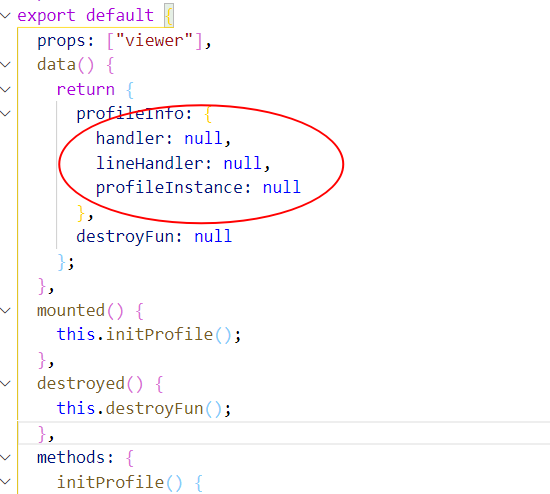 export default {
  props: ["viewer"],
  data() {
    return {
      profileInfo: {
        handler: null,
        lineHandler: null,
        profileInstance: null
      },
      destroyFun: null
    };
  },
  mounted() {
    this.initProfile();
  },
  destroyed() {
    this.destroyFun();
  },
  methods: {
    initProfile() {